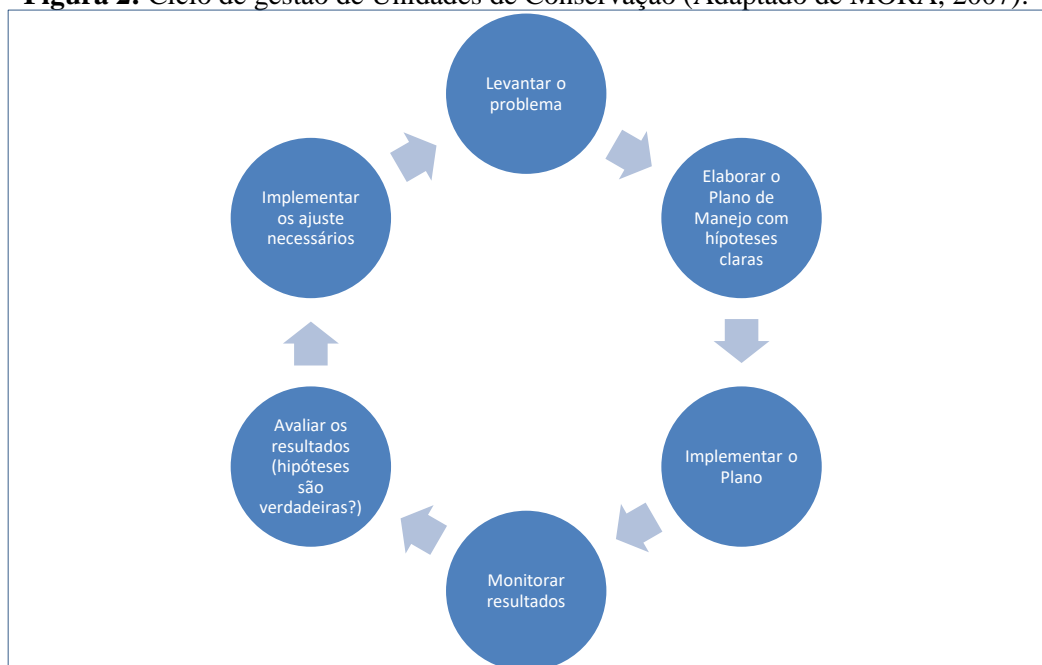 Figura 2: Ciclo de gestão de Unidades de Conservação (Adaptado de MORA, 2007).
Levantar o
problema
Elaborar o
Plano de
Manejo com
hípoteses
claras
Implementar o
Plano
Monitorar
resultados
Avaliar os
resultados
(hipóteses
são
verdadeiras?)
Implementar
os ajuste
necessários